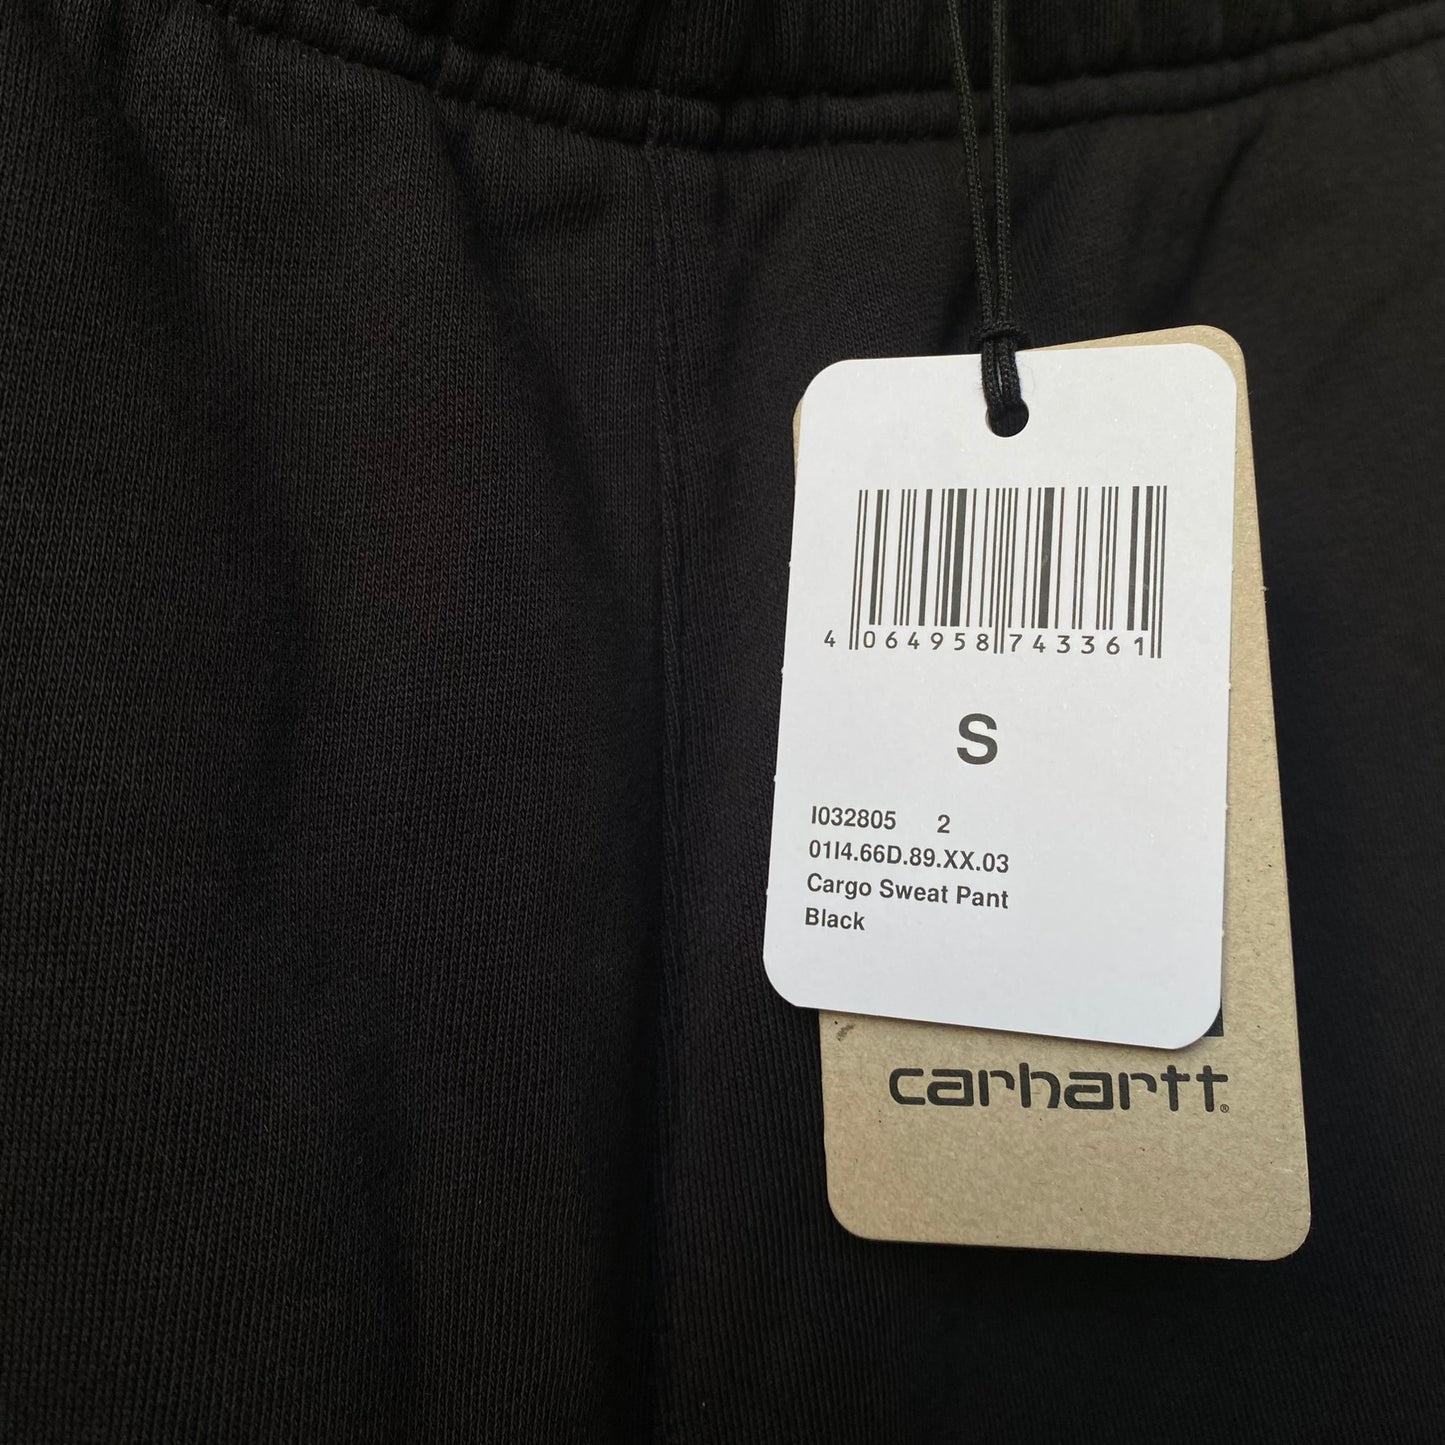 4 064958 743361
S
I032805 2
01I4.66D.89.XX.03
Cargo Sweat Pant
Black
carhartt®